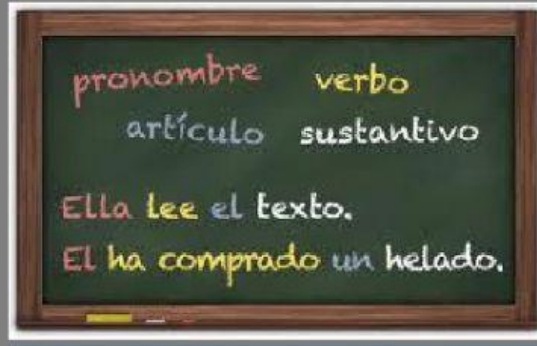 pronombre verbo
artículo sustantivo
Ella lee el texto.
El ha comprado un helado.